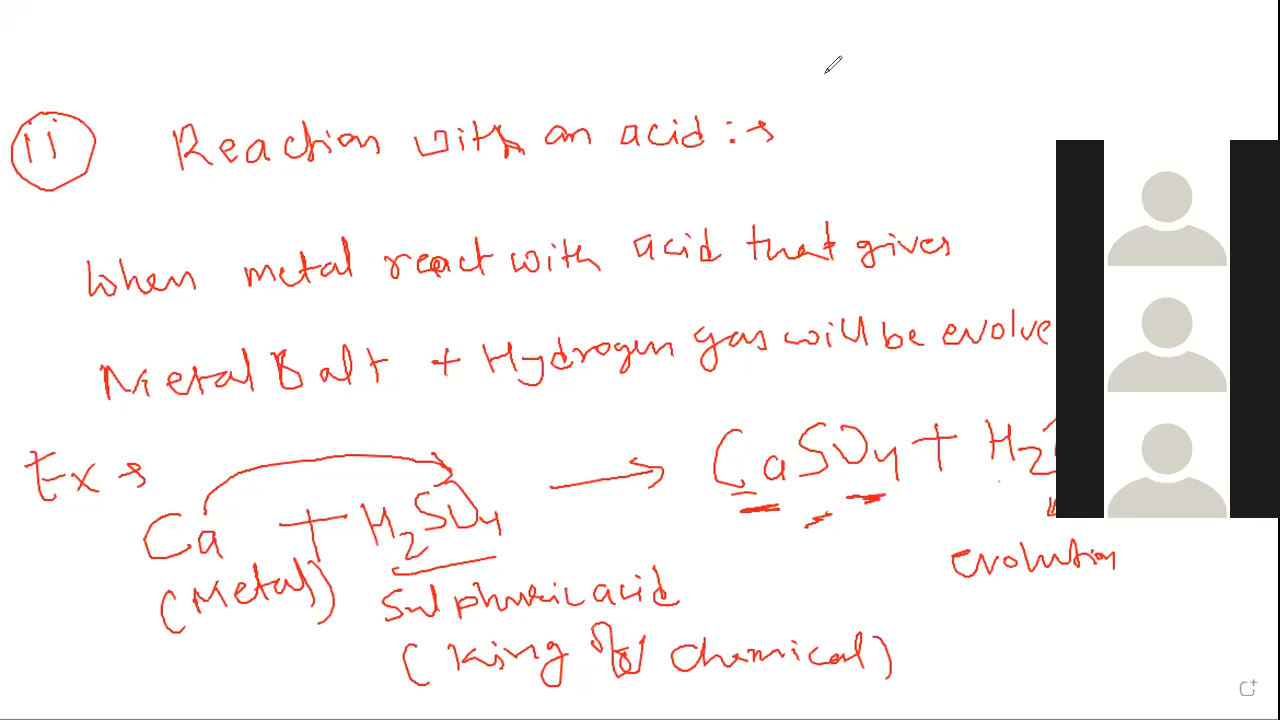 ii Reaction with an acid :→
When metal react with acid that gives
Metal Salt + Hydrogen gas will be evolve
Ex → Ca + H2SO4 → CaSO4 + H2
(Metal) Sulphuric acid evolution
(King of chemical)